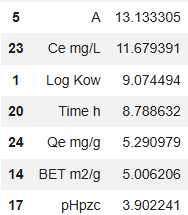 5 A 13.133305
23 Ce mg/L 11.679391
1 Log Kow 9.074494
20 Time h 8.788632
24 Qe mg/g 5.290979
14 BET m2/g 5.006206
17 pHpzc 3.902241